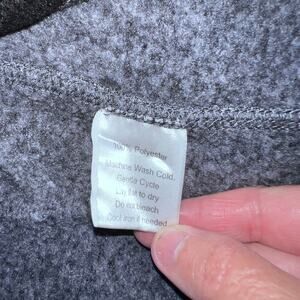 100% Polyester
Machine Wash Cold.
Gentle Cycle
Lay flat to dry
Do not bleach
Cool iron if needed